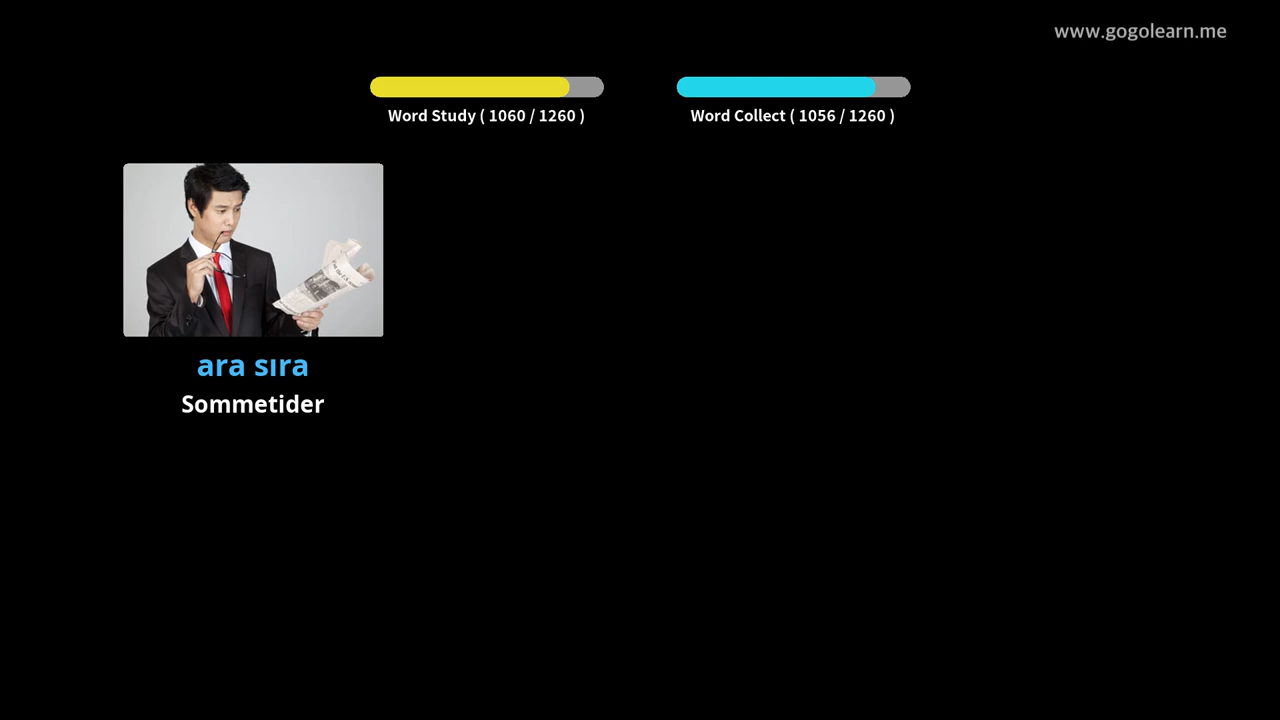 www.gogolearn.me
Word Study ( 1060 / 1260 )
Word Collect ( 1056 / 1260 )
ara sıra
Sommetider